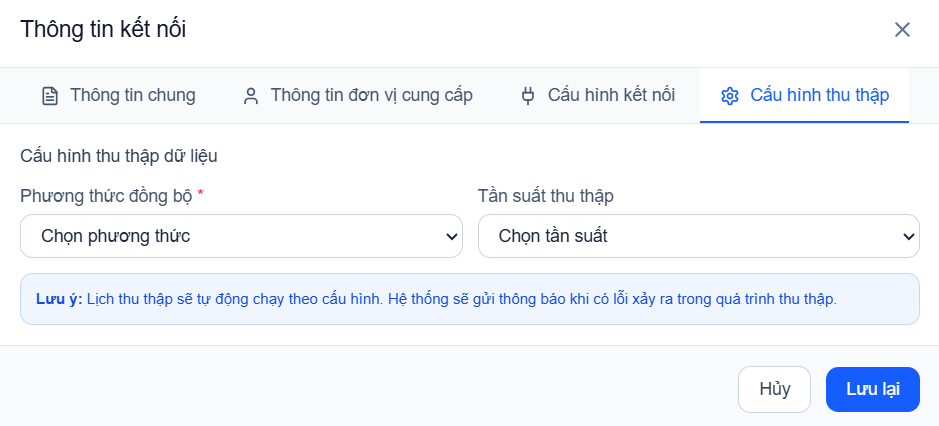 Thông tin kết nối
Thông tin chung
Thông tin đơn vị cung cấp
Cấu hình kết nối
Cấu hình thu thập
Cấu hình thu thập dữ liệu
Phương thức đồng bộ *
Tần suất thu thập
Chọn phương thức
Chọn tần suất
Lưu ý: Lịch thu thập sẽ tự động chạy theo cấu hình. Hệ thống sẽ gửi thông báo khi có lỗi xảy ra trong quá trình thu thập.
Hủy
Lưu lại